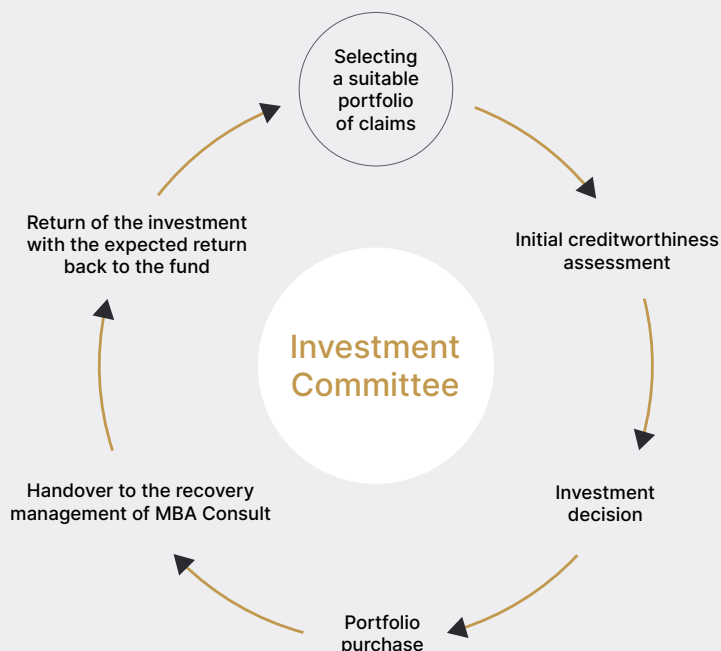 Selecting
a suitable
portfolio
of claims
Initial creditworthiness
assessment
Investment
decision
Portfolio
purchase
Handover to the recovery
management of MBA Consult
Return of the investment
with the expected return
back to the fund
Investment
Committee